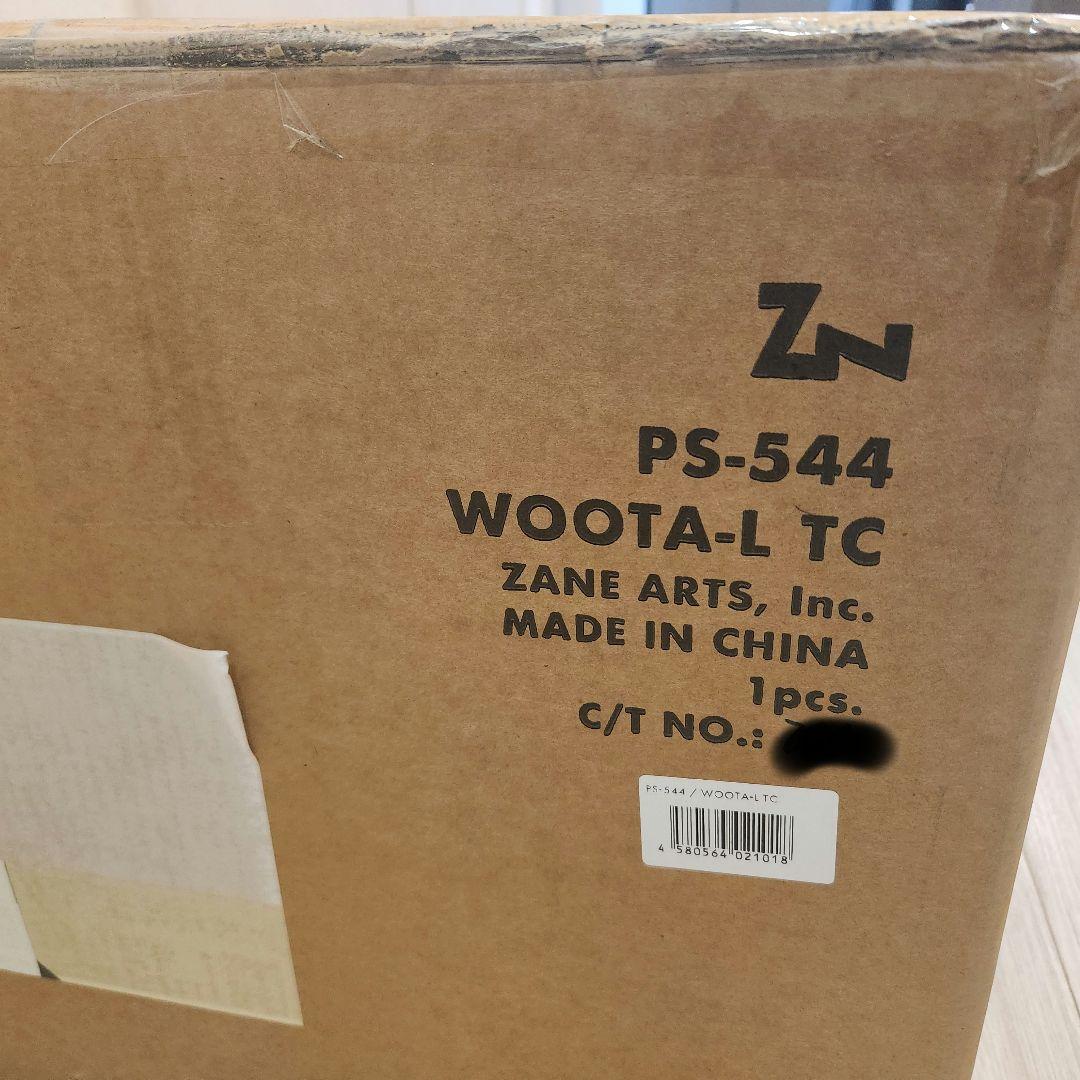 ZN
PS-544
WOOTA-L TC
ZANE ARTS, Inc.
MADE IN CHINA
1pcs.
C/T NO.:
PS-544 / WOOTA-L TC
4 580564 021018